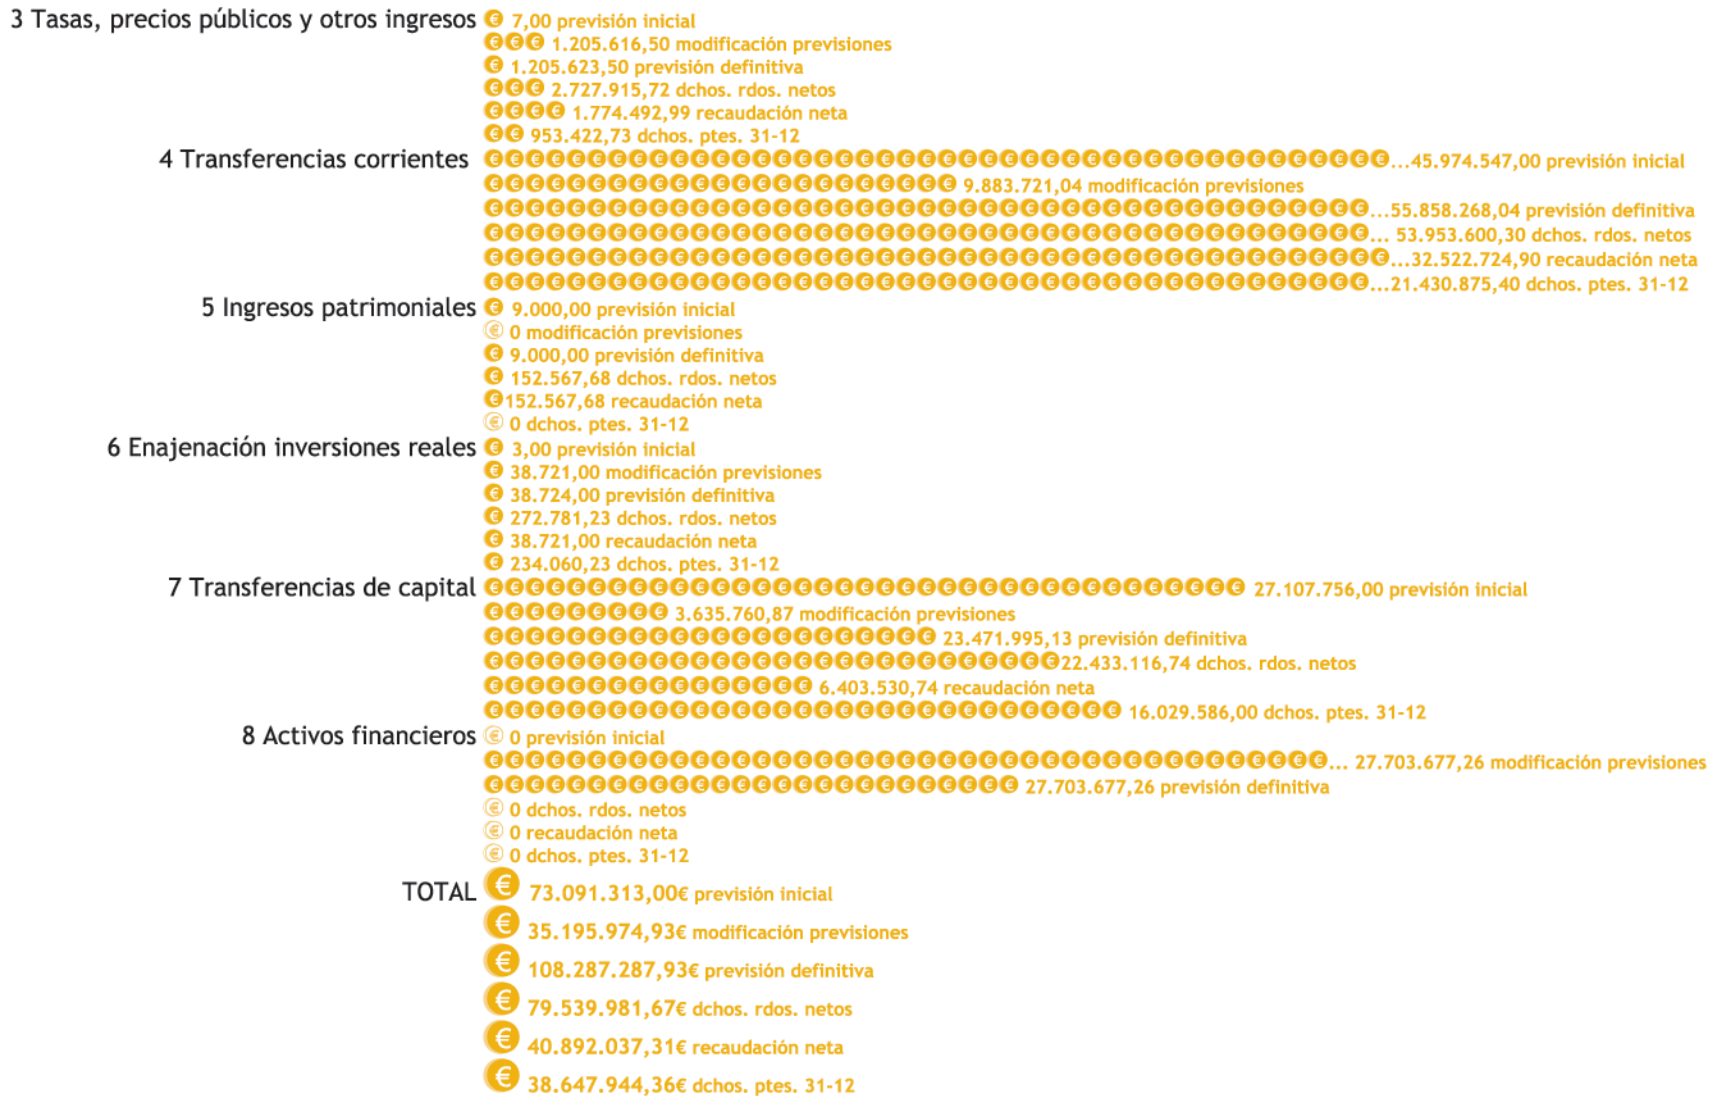 3 Tasas, precios públicos y otros ingresos 7,00 previsión inicial
1.205.616,50 modificación previsiones
1.205.623,50 previsión definitiva
2.727.915,72 dchos. rdos. netos
1.774.492,99 recaudación neta
953.422,73 dchos. ptes. 31-12
4 Transferencias corrientes ...45.974.547,00 previsión inicial
9.883.721,04 modificación previsiones
...55.858.268,04 previsión definitiva
... 53.953.600,30 dchos. rdos. netos
...32.522.724,90 recaudación neta
...21.430.875,40 dchos. ptes. 31-12
5 Ingresos patrimoniales 9.000,00 previsión inicial
0 modificación previsiones
9.000,00 previsión definitiva
152.567,68 dchos. rdos. netos
152.567,68 recaudación neta
0 dchos. ptes. 31-12
6 Enajenación inversiones reales 3,00 previsión inicial
38.721,00 modificación previsiones
38.724,00 previsión definitiva
272.781,23 dchos. rdos. netos
38.721,00 recaudación neta
234.060,23 dchos. ptes. 31-12
7 Transferencias de capital 27.107.756,00 previsión inicial
3.635.760,87 modificación previsiones
23.471.995,13 previsión definitiva
22.433.116,74 dchos. rdos. netos
6.403.530,74 recaudación neta
16.029.586,00 dchos. ptes. 31-12
8 Activos financieros 0 previsión inicial
... 27.703.677,26 modificación previsiones
27.703.677,26 previsión definitiva
0 dchos. rdos. netos
0 recaudación neta
0 dchos. ptes. 31-12
TOTAL 73.091.313,00€ previsión inicial
35.195.974,93€ modificación previsiones
108.287.287,93€ previsión definitiva
79.539.981,67€ dchos. rdos. netos
40.892.037,31€ recaudación neta
38.647.944,36€ dchos. ptes. 31-12